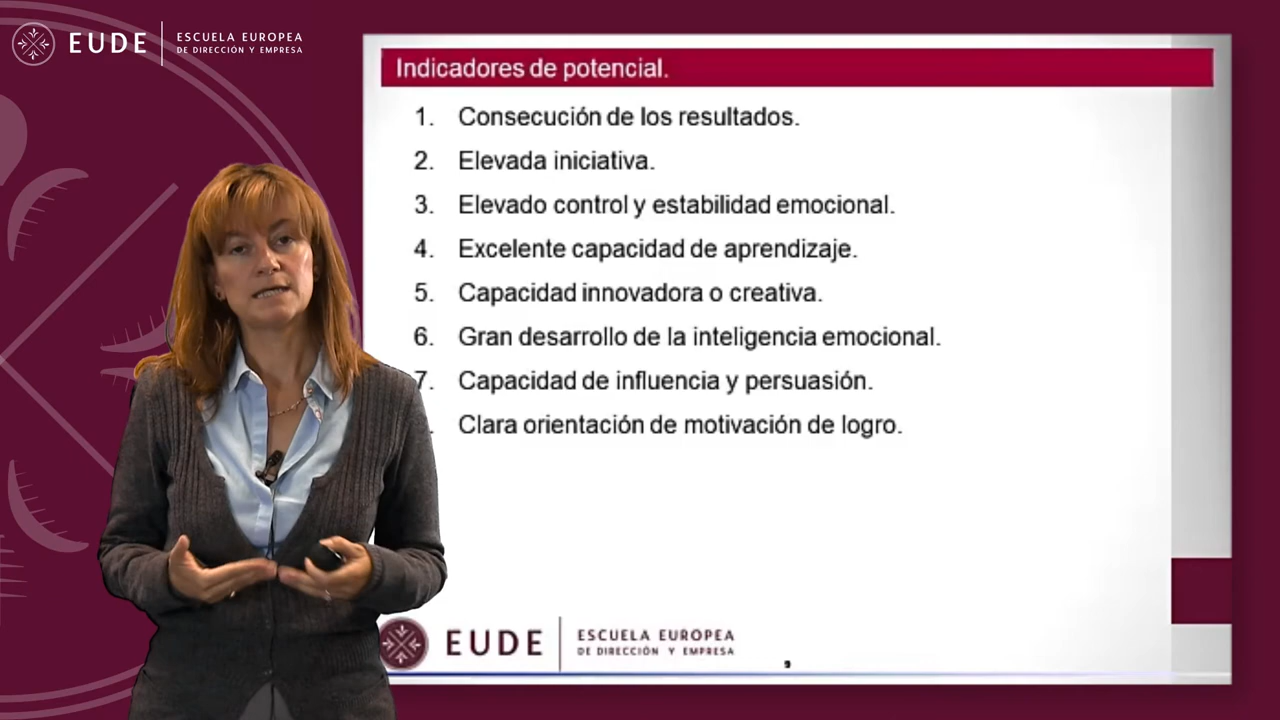 EUDE
ESCUELA EUROPEA
DE DIRECCIÓN Y EMPRESA
Indicadores de potencial.
1. Consecución de los resultados.
2. Elevada iniciativa.
3. Elevado control y estabilidad emocional.
4. Excelente capacidad de aprendizaje.
5. Capacidad innovadora o creativa.
6. Gran desarrollo de la inteligencia emocional.
7. Capacidad de influencia y persuasión.
. Clara orientación de motivación de logro.
EUDE
ESCUELA EUROPEA
DE DIRECCIÓN Y EMPRESA
9